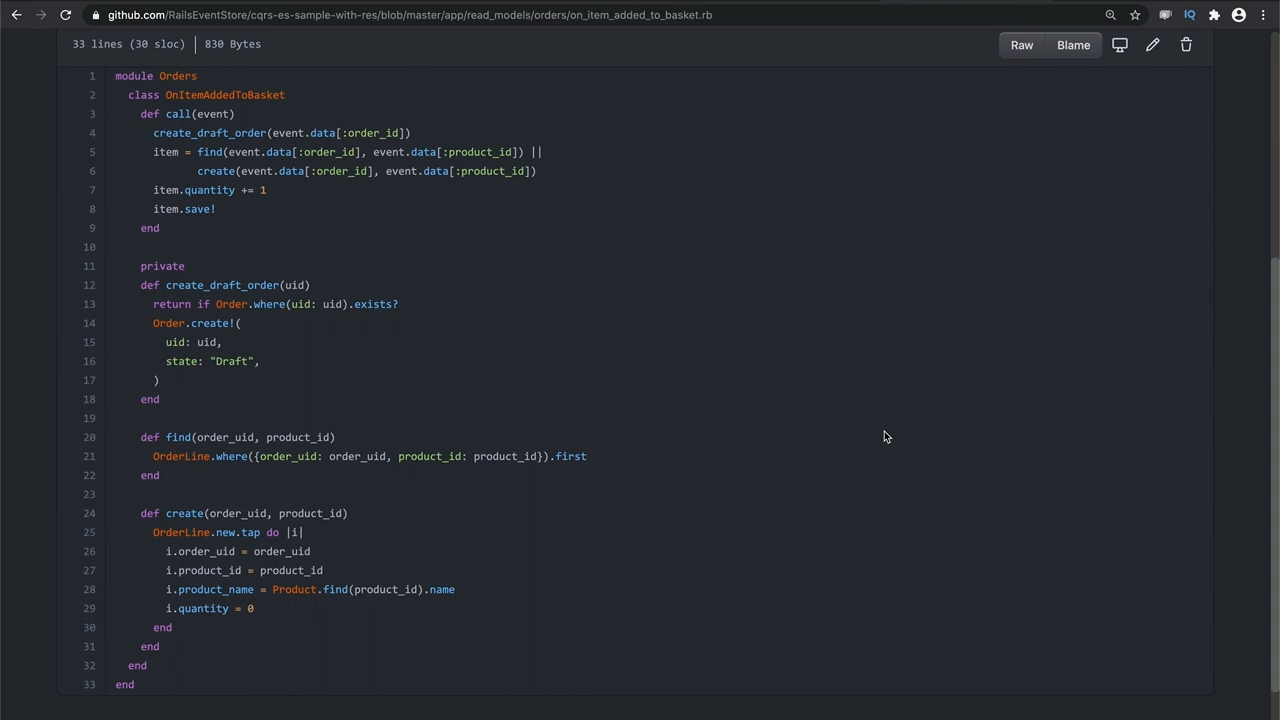 github.com/RailsEventStore/cqrs-es-sample-with-res/blob/master/app/read_models/orders/on_item_added_to_basket.rb
IQ
33 lines (30 sloc) 830 Bytes
Raw Blame
1 module Orders
2 class OnItemAddedToBasket
3 def call(event)
4 create_draft_order(event.data[:order_id])
5 item = find(event.data[:order_id], event.data[:product_id]) ||
6 create(event.data[:order_id], event.data[:product_id])
7 item.quantity += 1
8 item.save!
9 end
10
11 private
12 def create_draft_order(uid)
13 return if Order.where(uid: uid).exists?
14 Order.create!(
15 uid: uid,
16 state: "Draft",
17 )
18 end
19
20 def find(order_uid, product_id)
21 OrderLine.where({order_uid: order_uid, product_id: product_id}).first
22 end
23
24 def create(order_uid, product_id)
25 OrderLine.new.tap do |i|
26 i.order_uid = order_uid
27 i.product_id = product_id
28 i.product_name = Product.find(product_id).name
29 i.quantity = 0
30 end
31 end
32 end
33 end